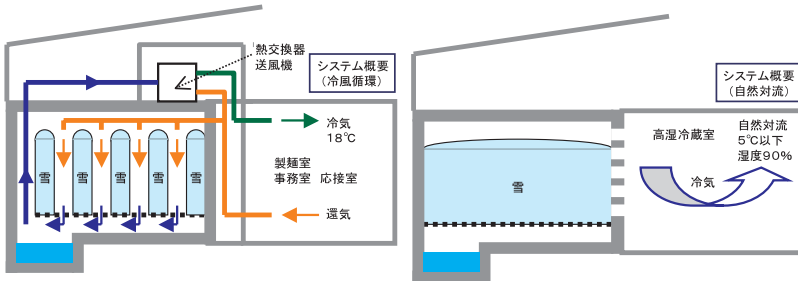 熱交換器
送風機
システム概要
（冷風循環）
冷気
18℃
製麺室
事務室 応接室
還気
雪
雪
雪
雪
雪
システム概要
（自然対流）
高湿冷蔵室
自然対流
5℃以下
湿度90%
冷気
雪